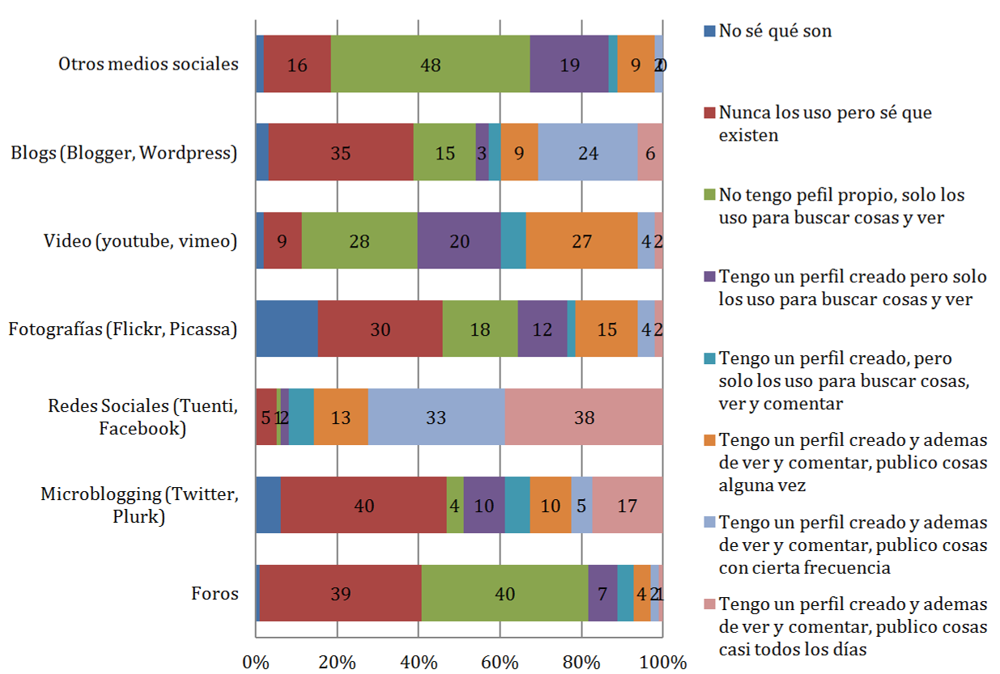 Otros medios sociales
16 48 19 9 2 0
Blogs (Blogger, Wordpress)
35 15 3 9 24 6
Video (youtube, vimeo)
9 28 20 27 4 2
Fotografías (Flickr, Picassa)
30 18 12 15 4 2
Redes Sociales (Tuenti,
Facebook)
5 1 2 13 33 38
Microblogging (Twitter,
Plurk)
40 4 10 10 5 17
Foros
39 40 7 4 2 1
0% 20% 40% 60% 80% 100%
No sé qué son
Nunca los uso pero sé que
existen
No tengo pefil propio, solo los
uso para buscar cosas y ver
Tengo un perfil creado pero solo
los uso para buscar cosas y ver
Tengo un perfil creado, pero
solo los uso para buscar cosas,
ver y comentar
Tengo un perfil creado y ademas
de ver y comentar, publico cosas
alguna vez
Tengo un perfil creado y ademas
de ver y comentar, publico cosas
con cierta frecuencia
Tengo un perfil creado y ademas
de ver y comentar, publico cosas
casi todos los días